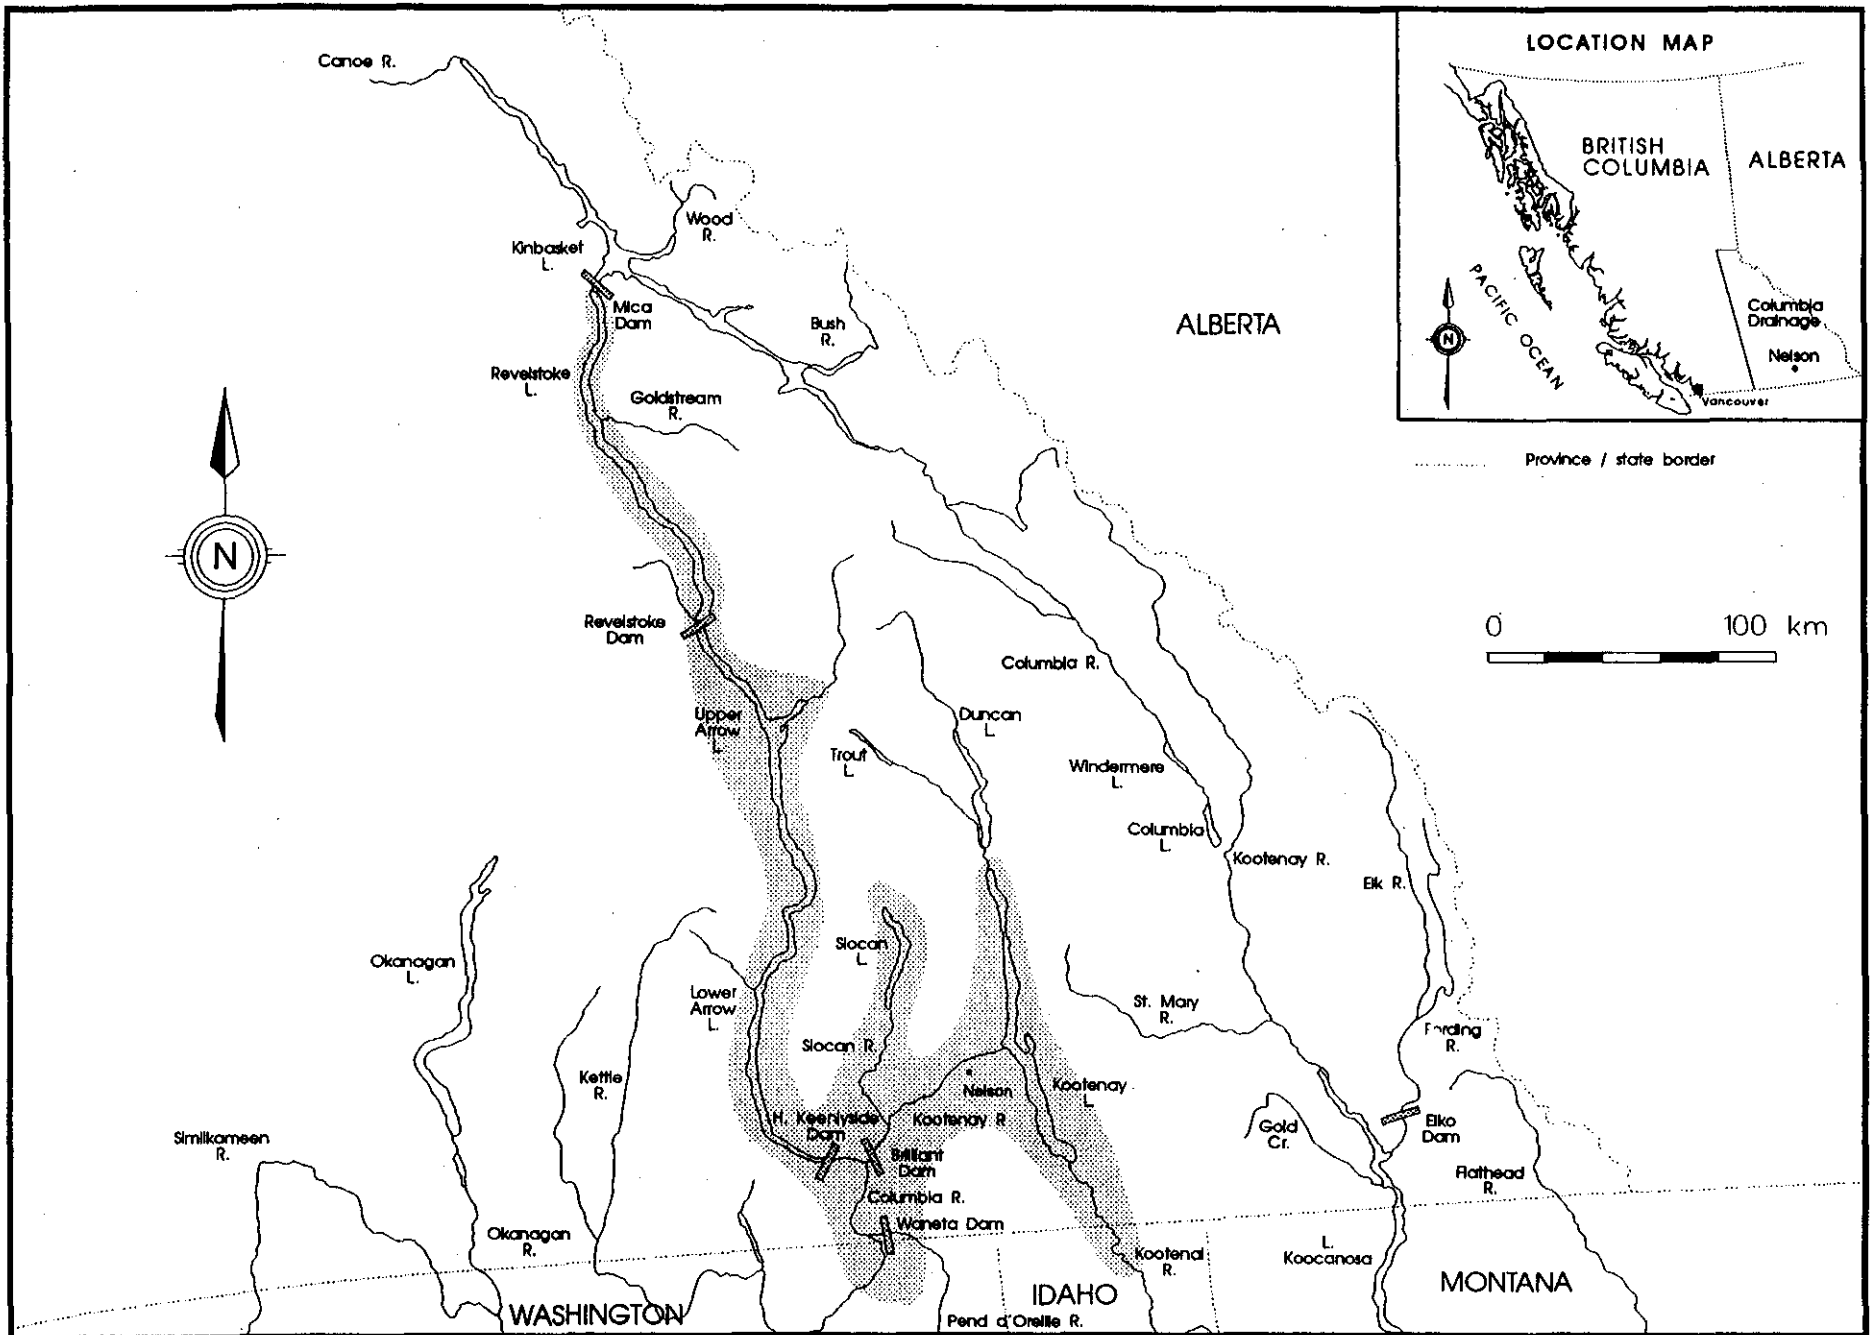 LOCATION MAP
BRITISH
COLUMBIA
ALBERTA
PACIFIC OCEAN
Columbia
Drainage
Nelson
Vancouver
N
Province / state border
0 100 km
N
Canoe R.
Wood
R.
Kinbasket
L.
Mica
Dam
Bush
R.
ALBERTA
Revelstoke
L.
Goldstream
R.
Revelstoke
Dam
Columbia R.
Upper
Arrow
L.
Duncan
L.
Trout
L.
Windermere
L.
Columbia
L.
Kootenay R.
Elk R.
Okanagan
L.
Slocan
L.
Lower
Arrow
L.
St. Mary
R.
Slocan R.
Fording
R.
Kettle
R.
Nelson
Kootenay
L.
H. Keenlyside
Dam
Kootenay R
Gold
Cr.
Elko
Dam
Similkameen
R.
Brilliant
Dam
Flathead
R.
Columbia R.
Waneta Dam
Okanagan
R.
Kootenai
R.
L.
Koocanosa
WASHINGTON
IDAHO
MONTANA
Pend d'Oreille R.